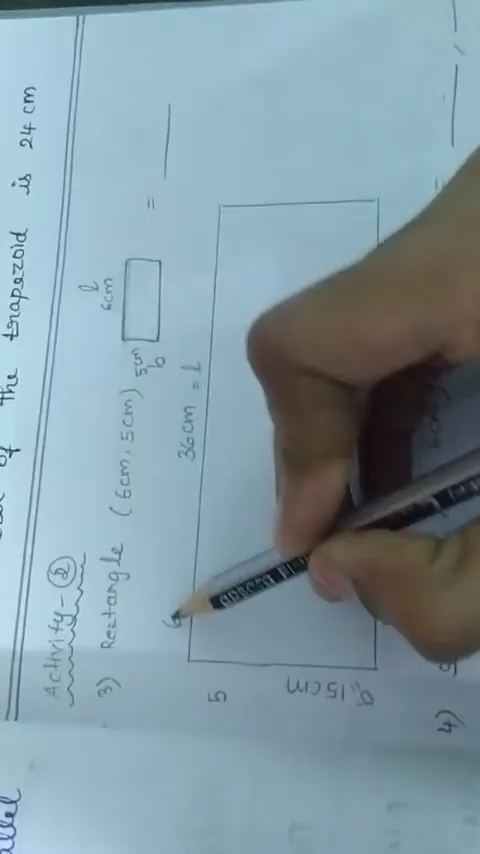 of the trapezoid is 24 cm
Activity - 2
3) Rectangle (6cm, 5cm)
l
6cm
5cm
b
= ____
36cm = l
6
5
15cm
4)